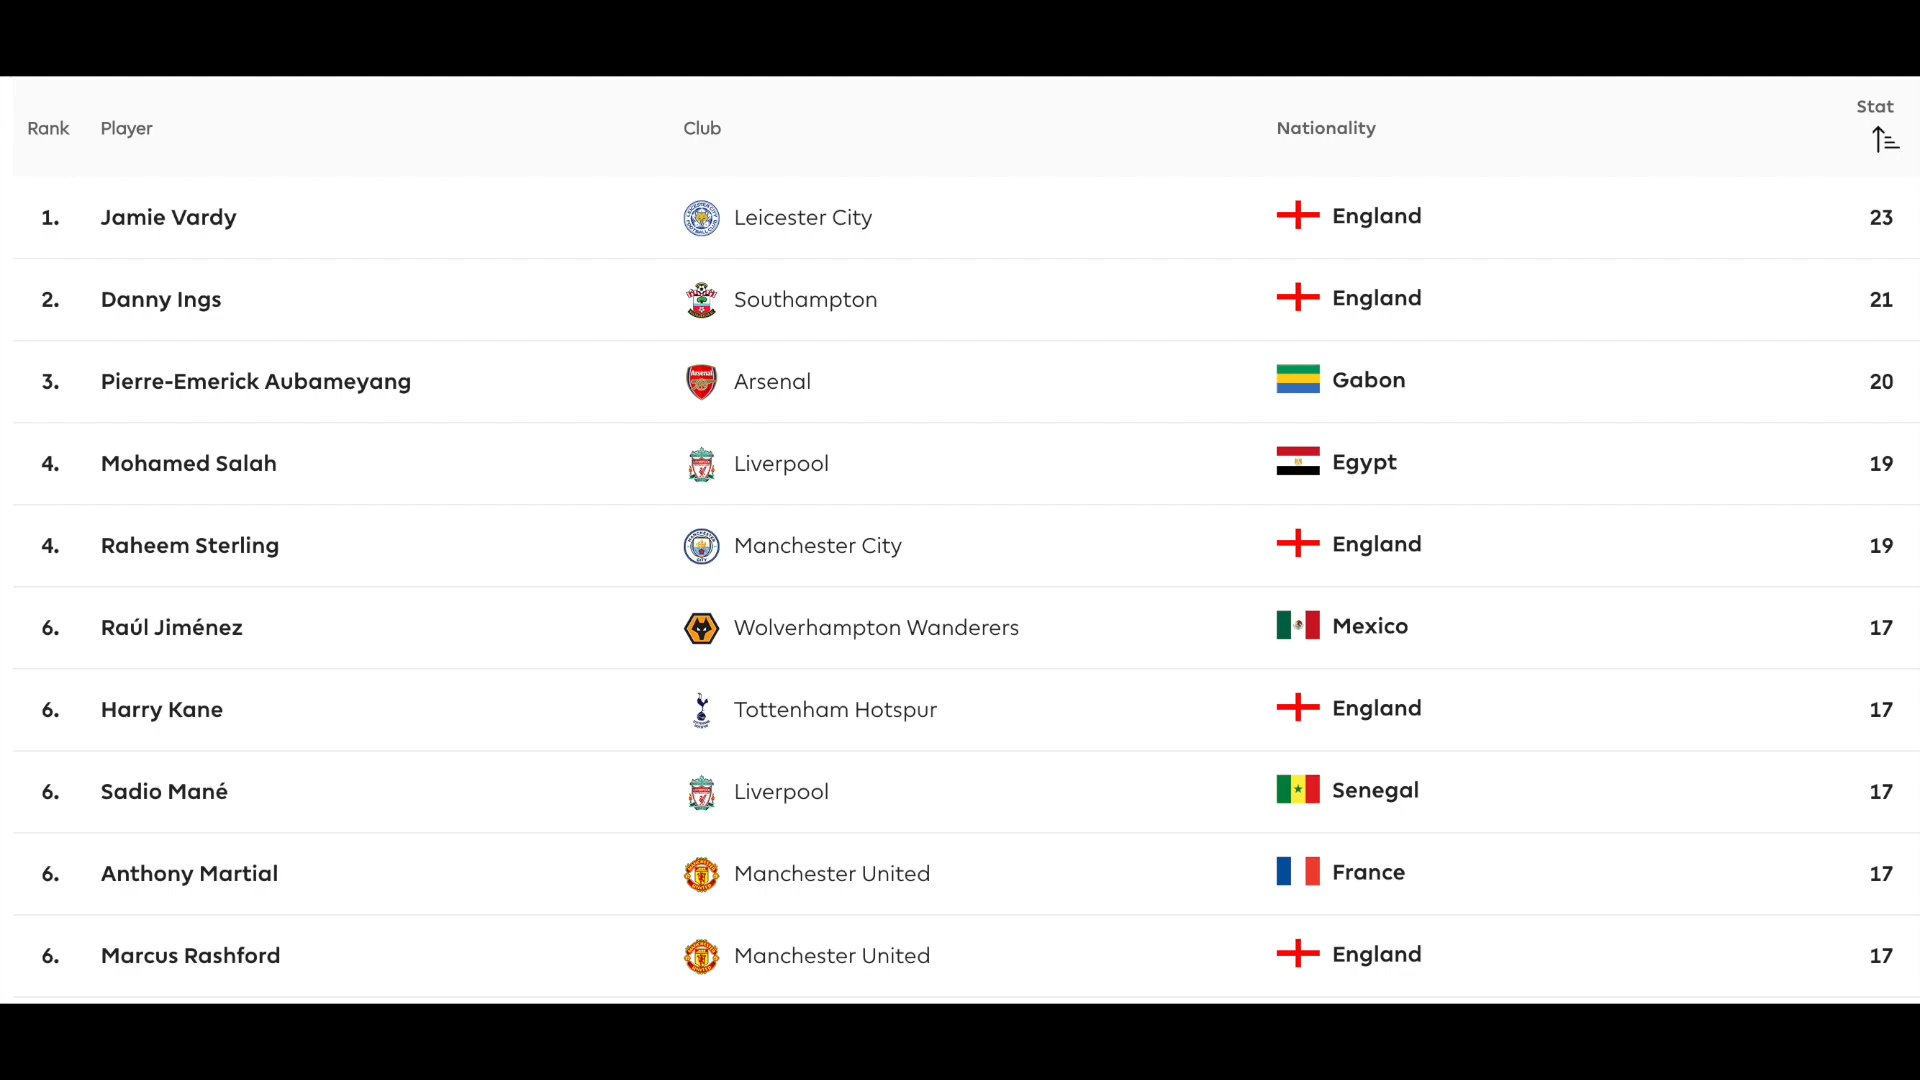 Rank Player Club Nationality Stat
1. Jamie Vardy Leicester City England 23
2. Danny Ings Southampton England 21
3. Pierre-Emerick Aubameyang Arsenal Gabon 20
4. Mohamed Salah Liverpool Egypt 19
4. Raheem Sterling Manchester City England 19
6. Raúl Jiménez Wolverhampton Wanderers Mexico 17
6. Harry Kane Tottenham Hotspur England 17
6. Sadio Mané Liverpool Senegal 17
6. Anthony Martial Manchester United France 17
6. Marcus Rashford Manchester United England 17